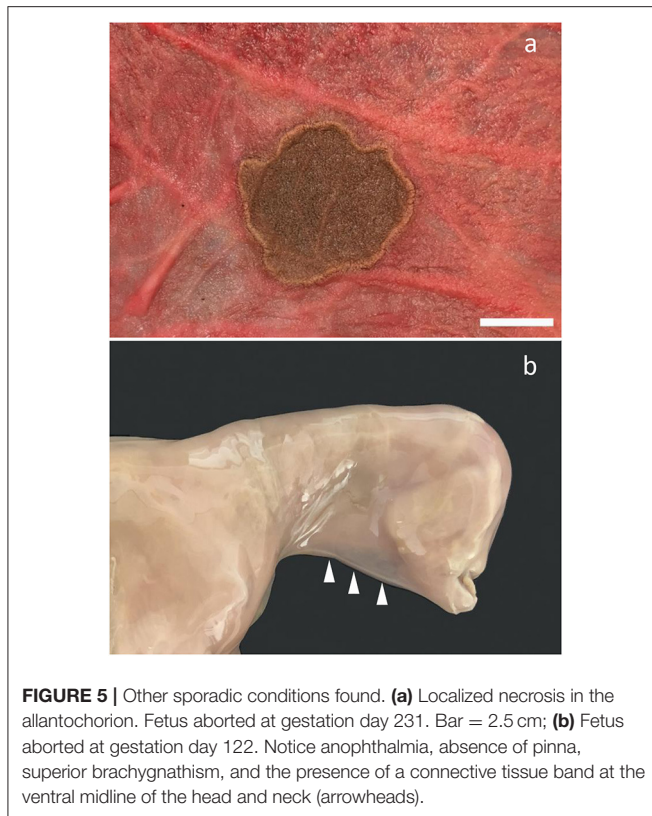 a
b
FIGURE 5 | Other sporadic conditions found. (a) Localized necrosis in the
allantochorion. Fetus aborted at gestation day 231. Bar = 2.5 cm; (b) Fetus
aborted at gestation day 122. Notice anophthalmia, absence of pinna,
superior brachygnathism, and the presence of a connective tissue band at the
ventral midline of the head and neck (arrowheads).